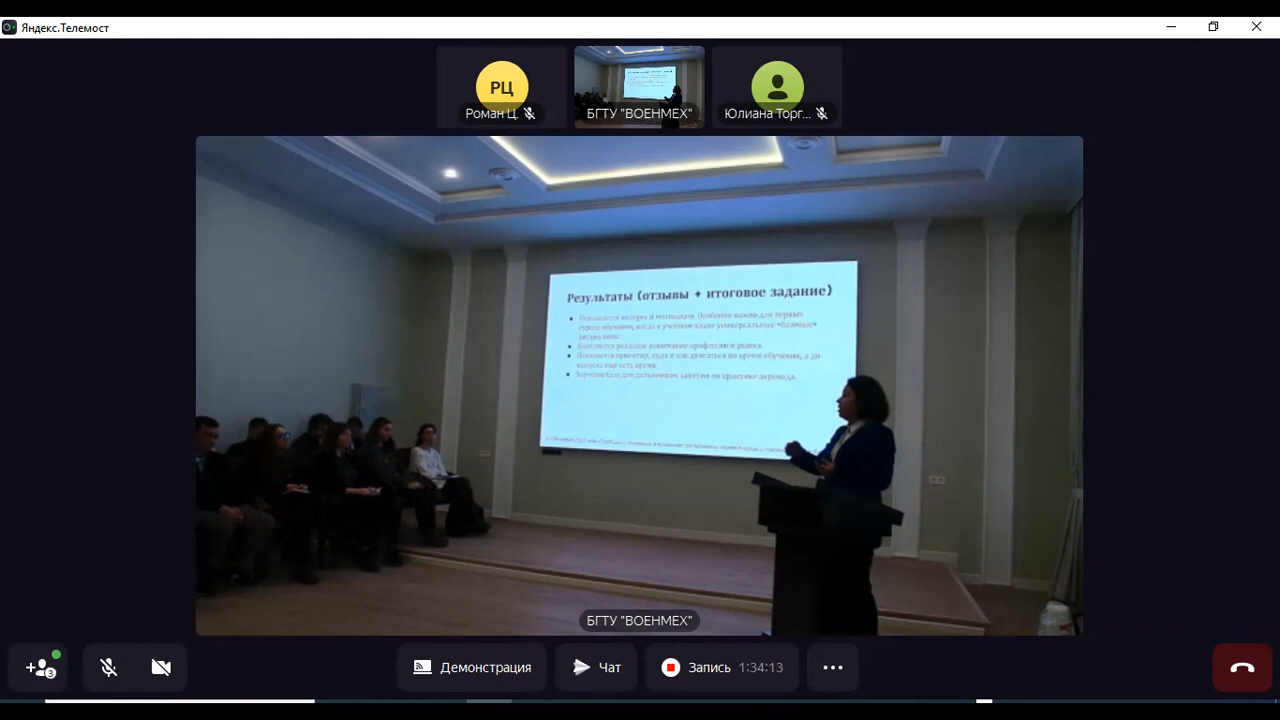 Яндекс.Телемост
РЦ
Роман Ц.
БГТУ "ВОЕНМЕХ"
Юлиана Торг...
Результаты (отзывы + итоговое задание)
Повышается интерес и мотивация. Особенно важно для первых
курсов обучения, когда в учебном плане универсальные «базовые»
дисциплины
реальное понимание профессии и рынка.
Появляется ориентир, куда и как двигаться во время обучения, а до
выпуска еще есть время.
Хорошая база для дальнейших занятий по практике перевода.
БГТУ "ВОЕНМЕХ"
3
Демонстрация
Чат
Запись 1:34:13